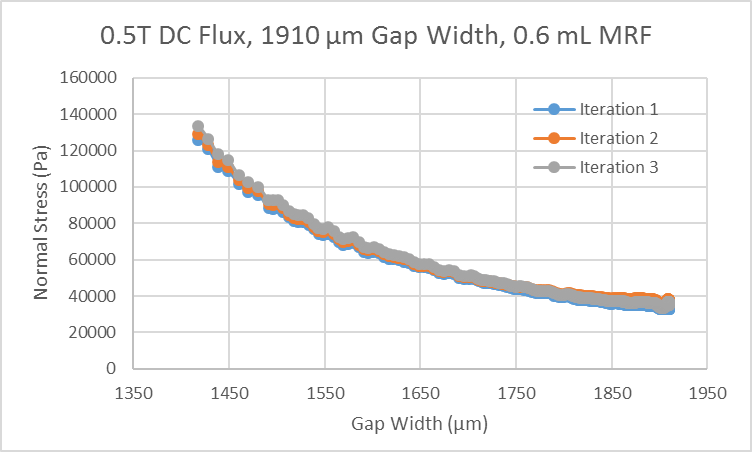 0.5T DC Flux, 1910 µm Gap Width, 0.6 mL MRF
160000
140000
120000
100000
80000
60000
40000
20000
0
Normal Stress (Pa)
Iteration 1
Iteration 2
Iteration 3
1350 1450 1550 1650 1750 1850 1950
Gap Width (µm)